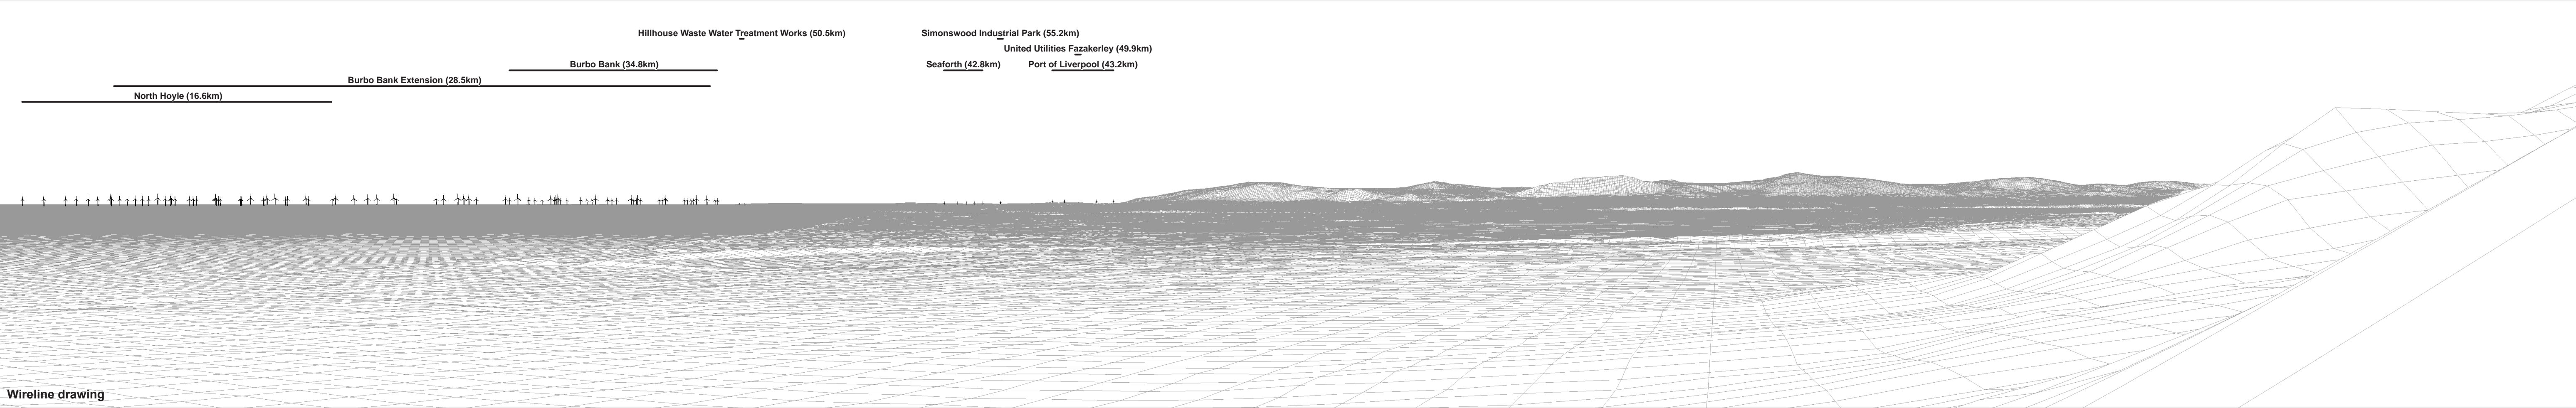 Hillhouse Waste Water Treatment Works (50.5km)
Simonswood Industrial Park (55.2km)
United Utilities Fazakerley (49.9km)
Burbo Bank (34.8km)
Seaforth (42.8km)
Port of Liverpool (43.2km)
Burbo Bank Extension (28.5km)
North Hoyle (16.6km)
Wireline drawing